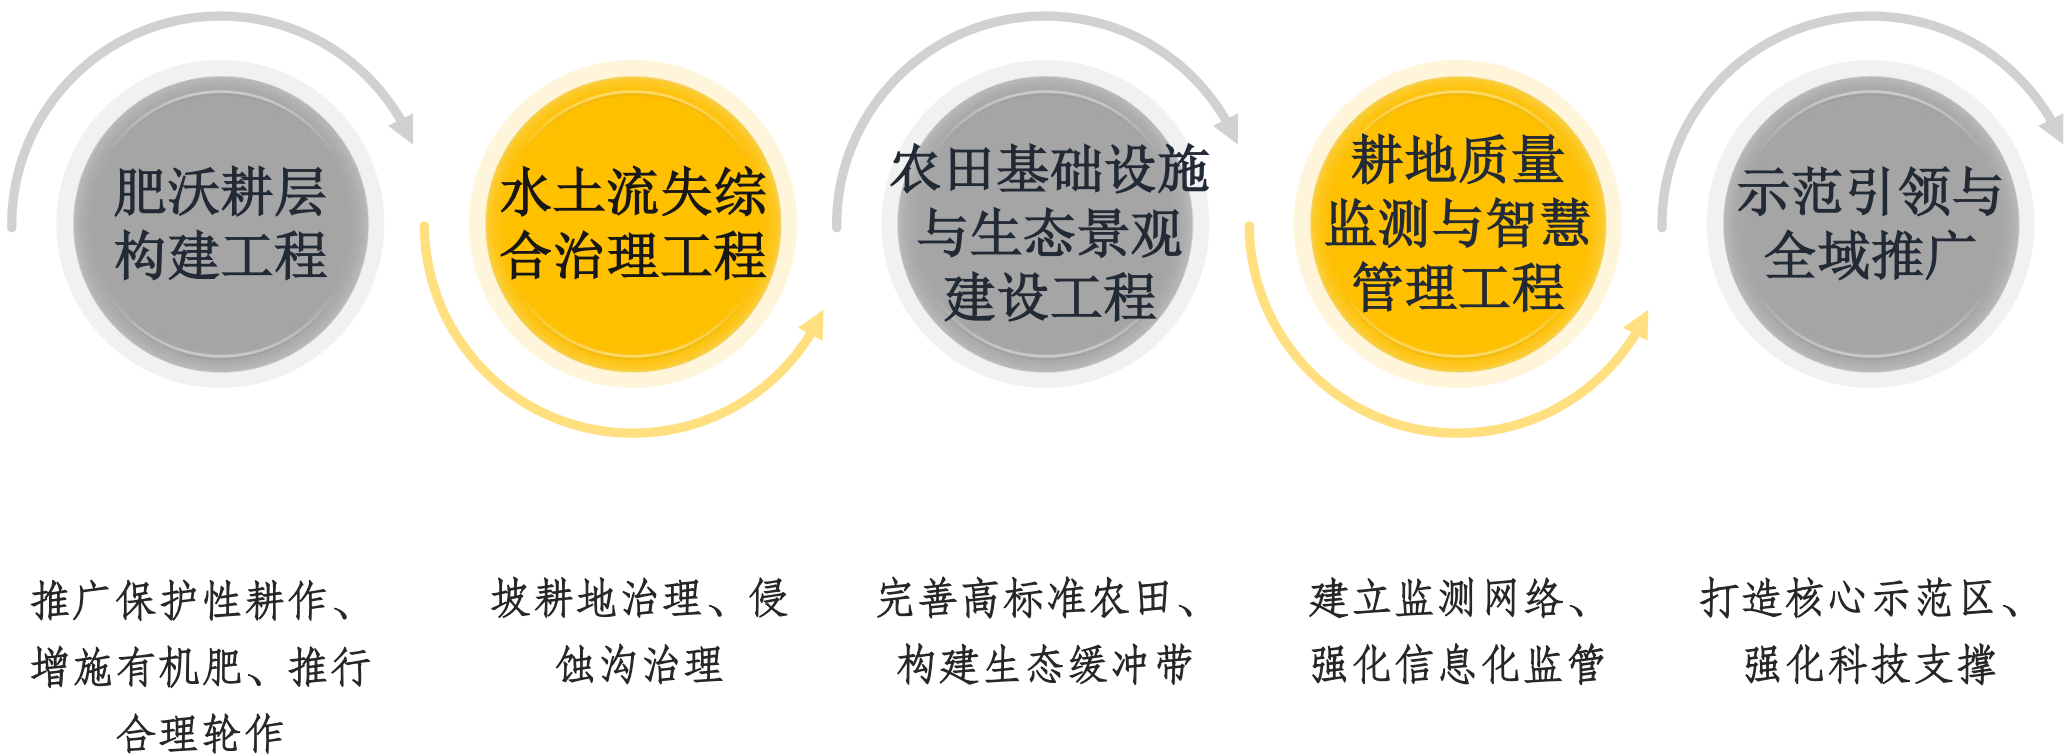 肥沃耕层
构建工程
水土流失综
合治理工程
农田基础设施
与生态景观
建设工程
耕地质量
监测与智慧
管理工程
示范引领与
全域推广
推广保护性耕作、
增施有机肥、推行
合理轮作
坡耕地治理、侵
蚀沟治理
完善高标准农田、
构建生态缓冲带
建立监测网络、
强化信息化监管
打造核心示范区、
强化科技支撑